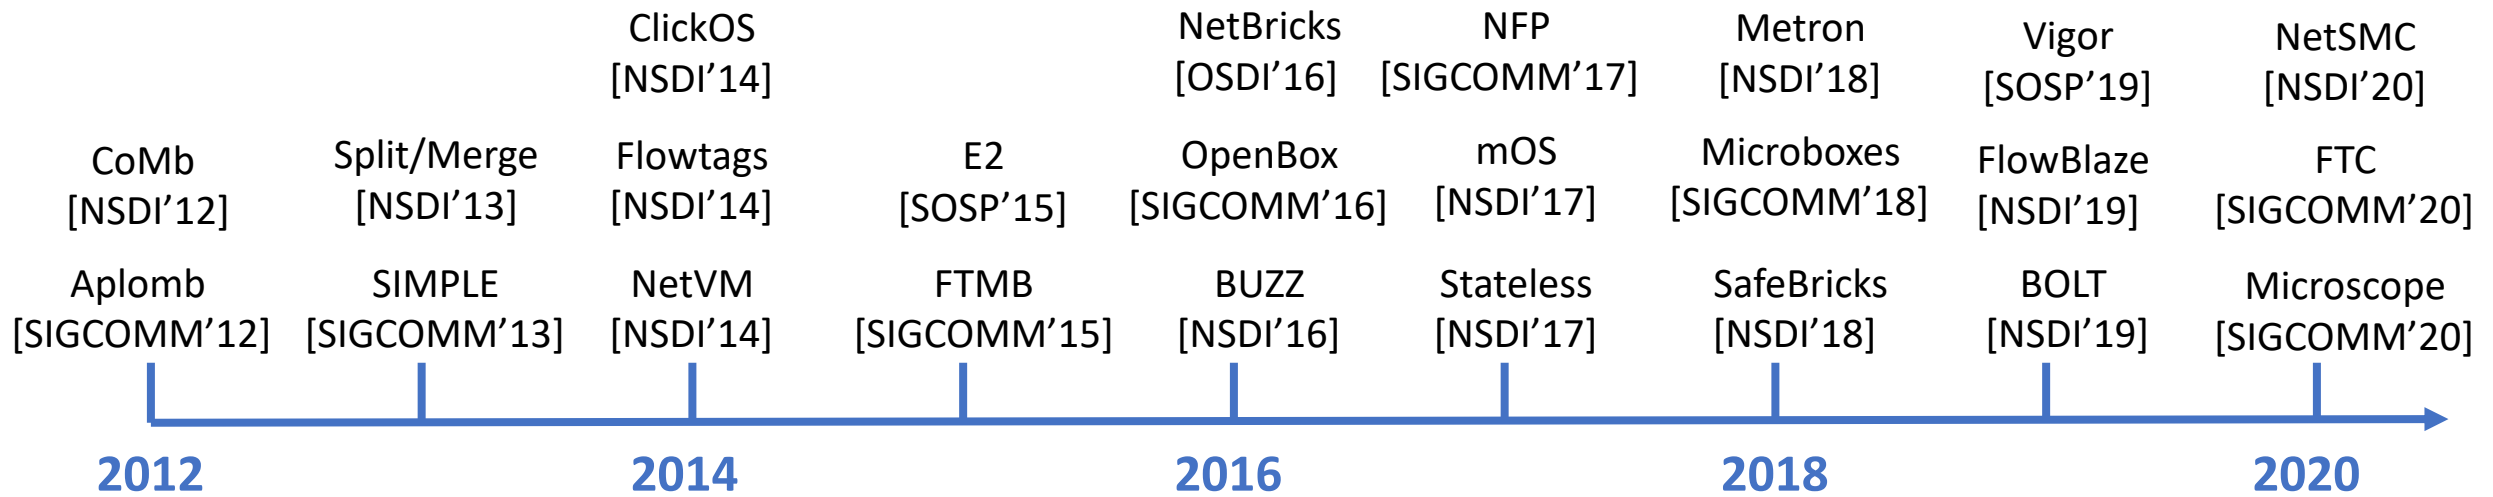 ClickOS
[NSDI’14]
NetBricks
[OSDI’16]
NFP
[SIGCOMM’17]
Metron
[NSDI’18]
Vigor
[SOSP’19]
NetSMC
[NSDI’20]
CoMb
[NSDI’12]
Split/Merge
[NSDI’13]
Flowtags
[NSDI’14]
E2
[SOSP’15]
OpenBox
[SIGCOMM’16]
mOS
[NSDI’17]
Microboxes
[SIGCOMM’18]
FlowBlaze
[NSDI’19]
FTC
[SIGCOMM’20]
Aplomb
[SIGCOMM’12]
SIMPLE
[SIGCOMM’13]
NetVM
[NSDI’14]
FTMB
[SIGCOMM’15]
BUZZ
[NSDI’16]
Stateless
[NSDI’17]
SafeBricks
[NSDI’18]
BOLT
[NSDI’19]
Microscope
[SIGCOMM’20]
2012
2014
2016
2018
2020